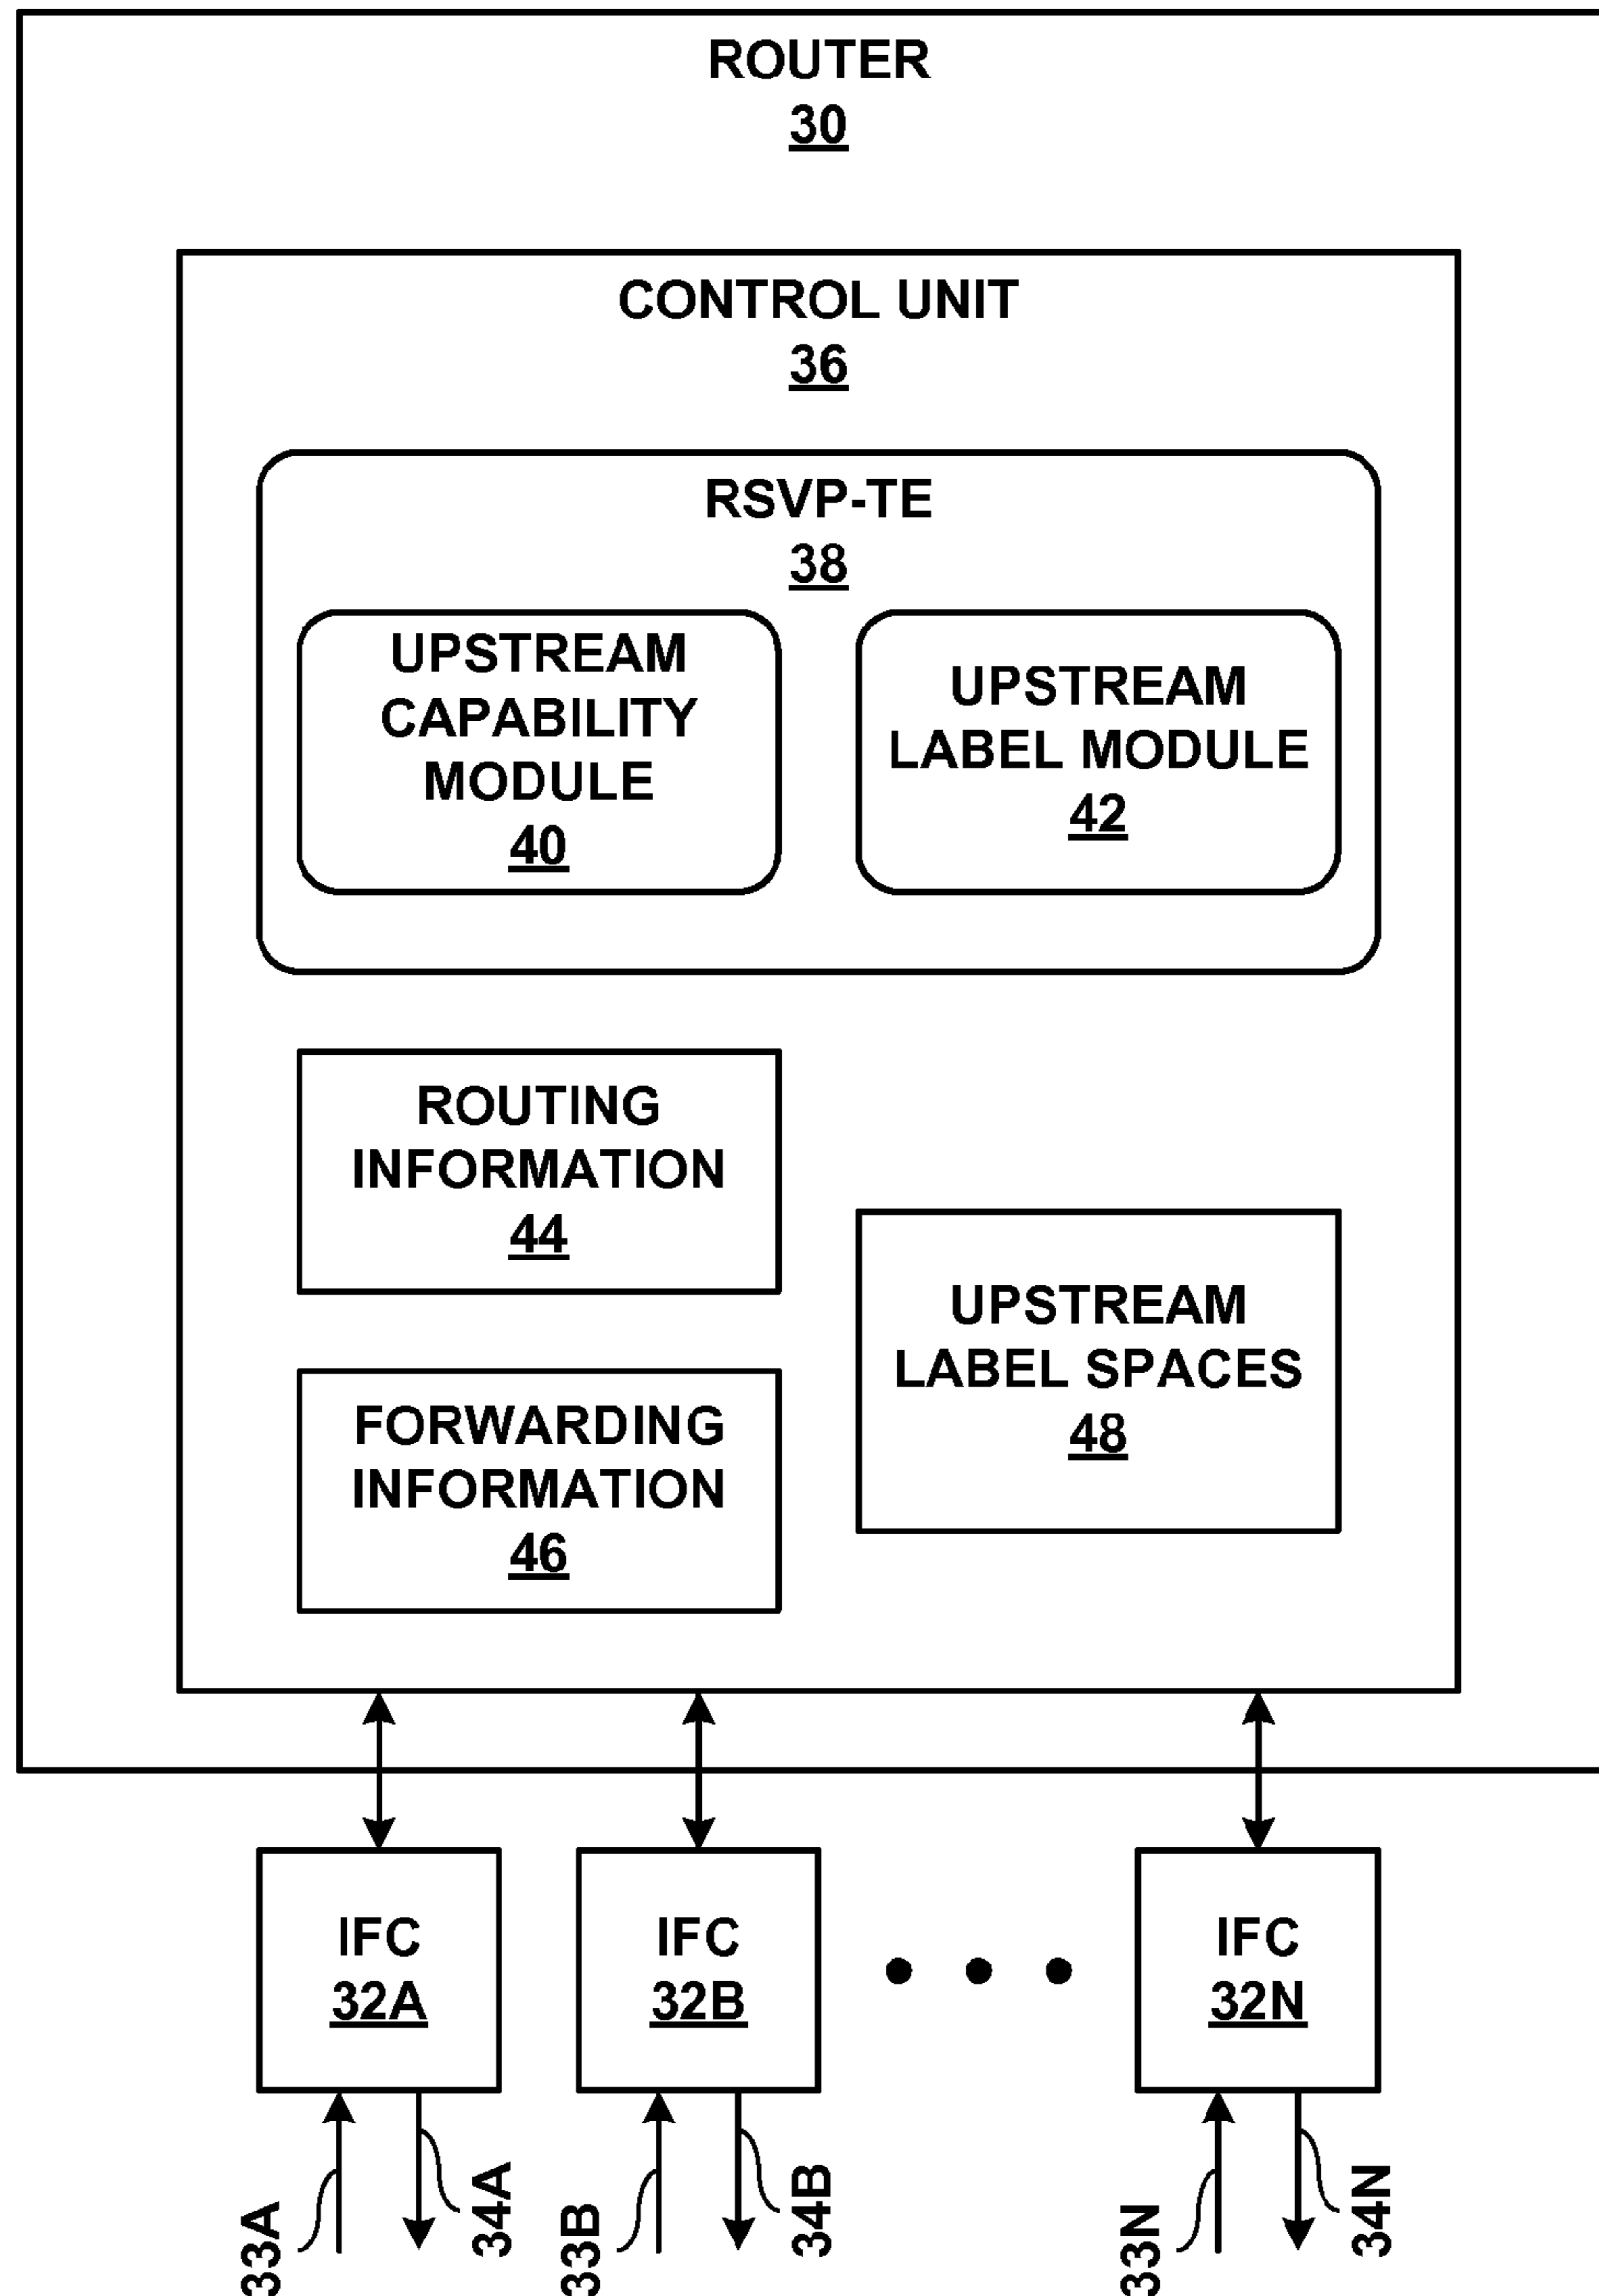 ROUTER
30
CONTROL UNIT
36
RSVP-TE
38
UPSTREAM
CAPABILITY
MODULE
40
UPSTREAM
LABEL MODULE
42
ROUTING
INFORMATION
44
FORWARDING
INFORMATION
46
UPSTREAM
LABEL SPACES
48
IFC
32A
IFC
32B
IFC
32N
33A
34A
33B
34B
33N
34N